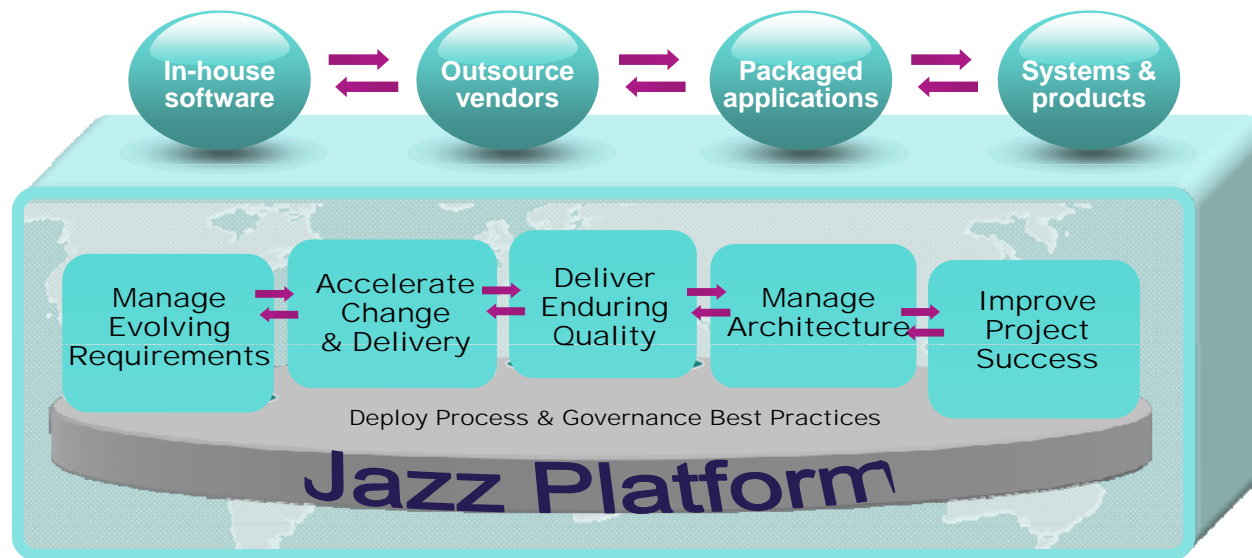 In-house
software
Outsource
vendors
Packaged
applications
Systems &
products
Manage
Evolving
Requirements
Accelerate
Change
& Delivery
Deliver
Enduring
Quality
Manage
Architecture
Improve
Project
Success
Deploy Process & Governance Best Practices
Jazz Platform